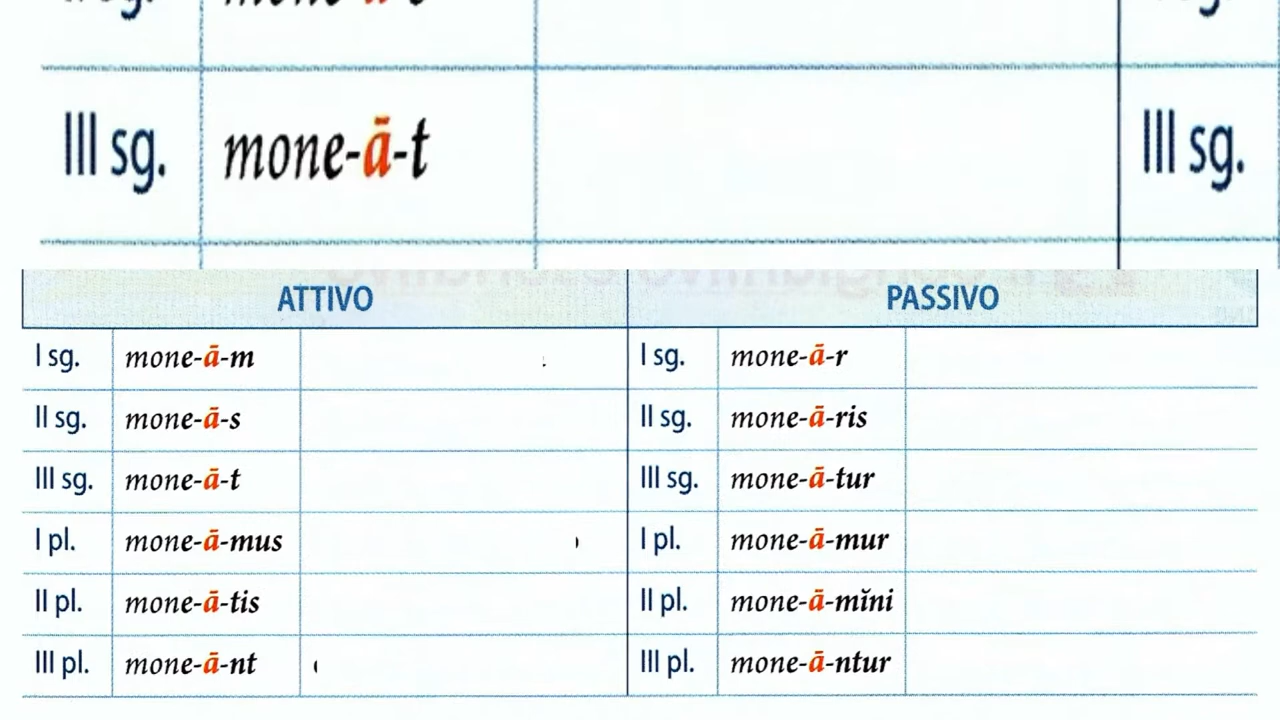 III sg. mone-ā-t III sg.
ATTIVO PASSIVO
I sg. mone-ā-m I sg. mone-ā-r
II sg. mone-ā-s II sg. mone-ā-ris
III sg. mone-ā-t III sg. mone-ā-tur
I pl. mone-ā-mus I pl. mone-ā-mur
II pl. mone-ā-tis II pl. mone-ā-mĭni
III pl. mone-ā-nt III pl. mone-ā-ntur